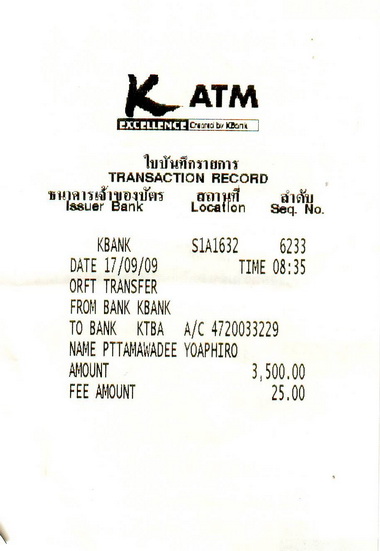 K ATM
EXCELLENCE Created by KBank
ใบบันทึกรายการ
TRANSACTION RECORD
ธนาคารเจ้าของบัตร สถานที่ ลำดับ
Issuer Bank Location Seq. No.
KBANK S1A1632 6233
DATE 17/09/09 TIME 08:35
ORFT TRANSFER
FROM BANK KBANK
TO BANK KTBA A/C 4720033229
NAME PTTAMAWADEE YOAPHIRO
AMOUNT 3,500.00
FEE AMOUNT 25.00